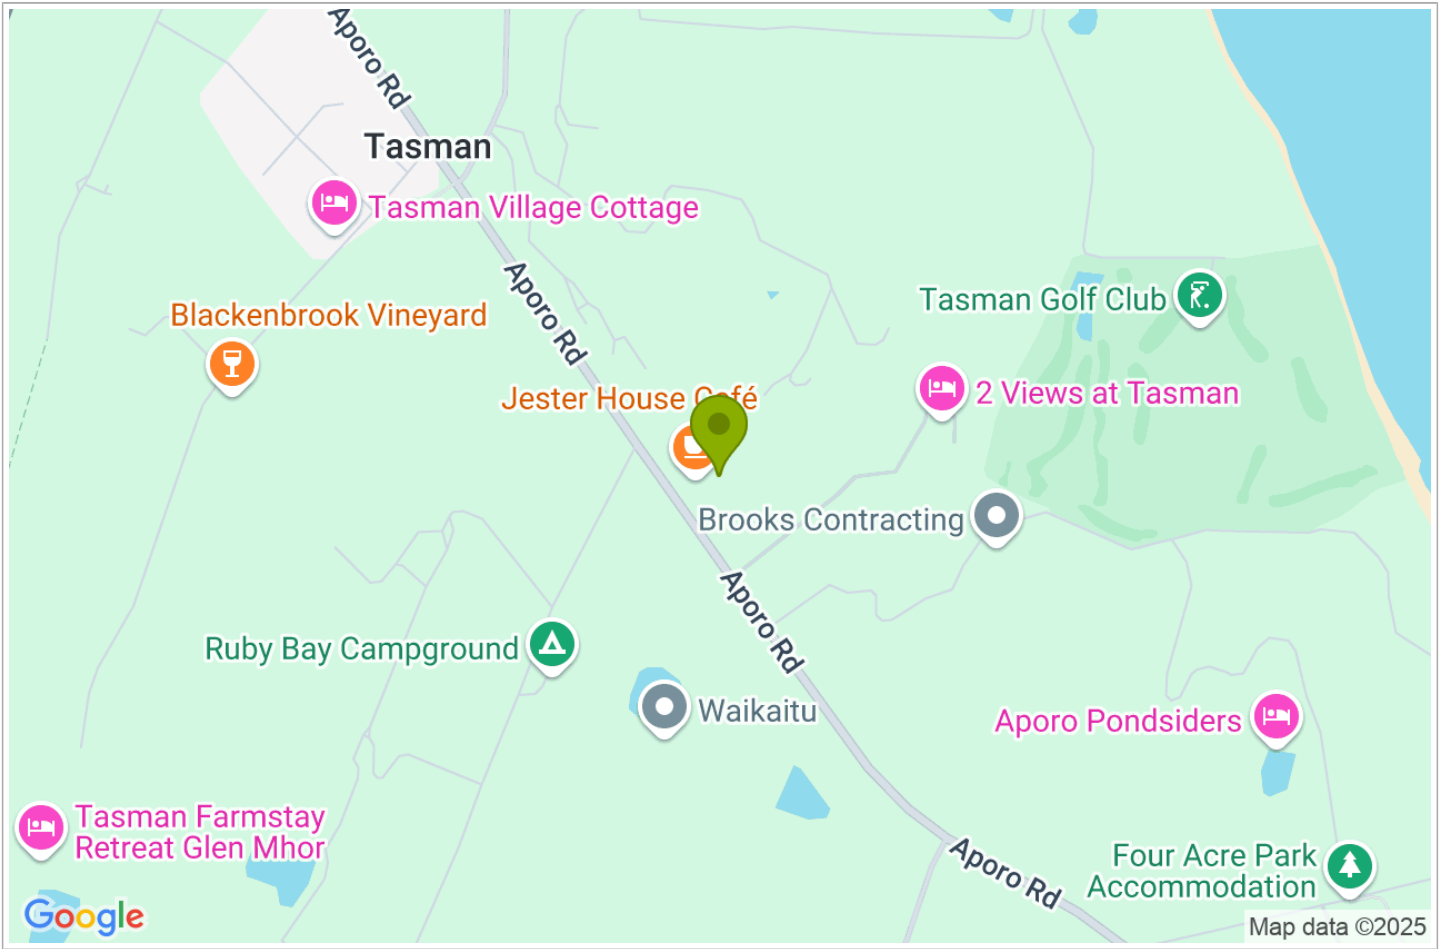 Aporo Rd
Tasman
Tasman Village Cottage
Aporo Rd
Tasman Golf Club
Blackenbrook Vineyard
Jester House Café
2 Views at Tasman
Brooks Contracting
Aporo Rd
Ruby Bay Campground
Waikaitu
Aporo Pondsiders
Tasman Farmstay
Retreat Glen Mhor
Aporo Rd
Four Acre Park
Accommodation
Google
Map data ©2025